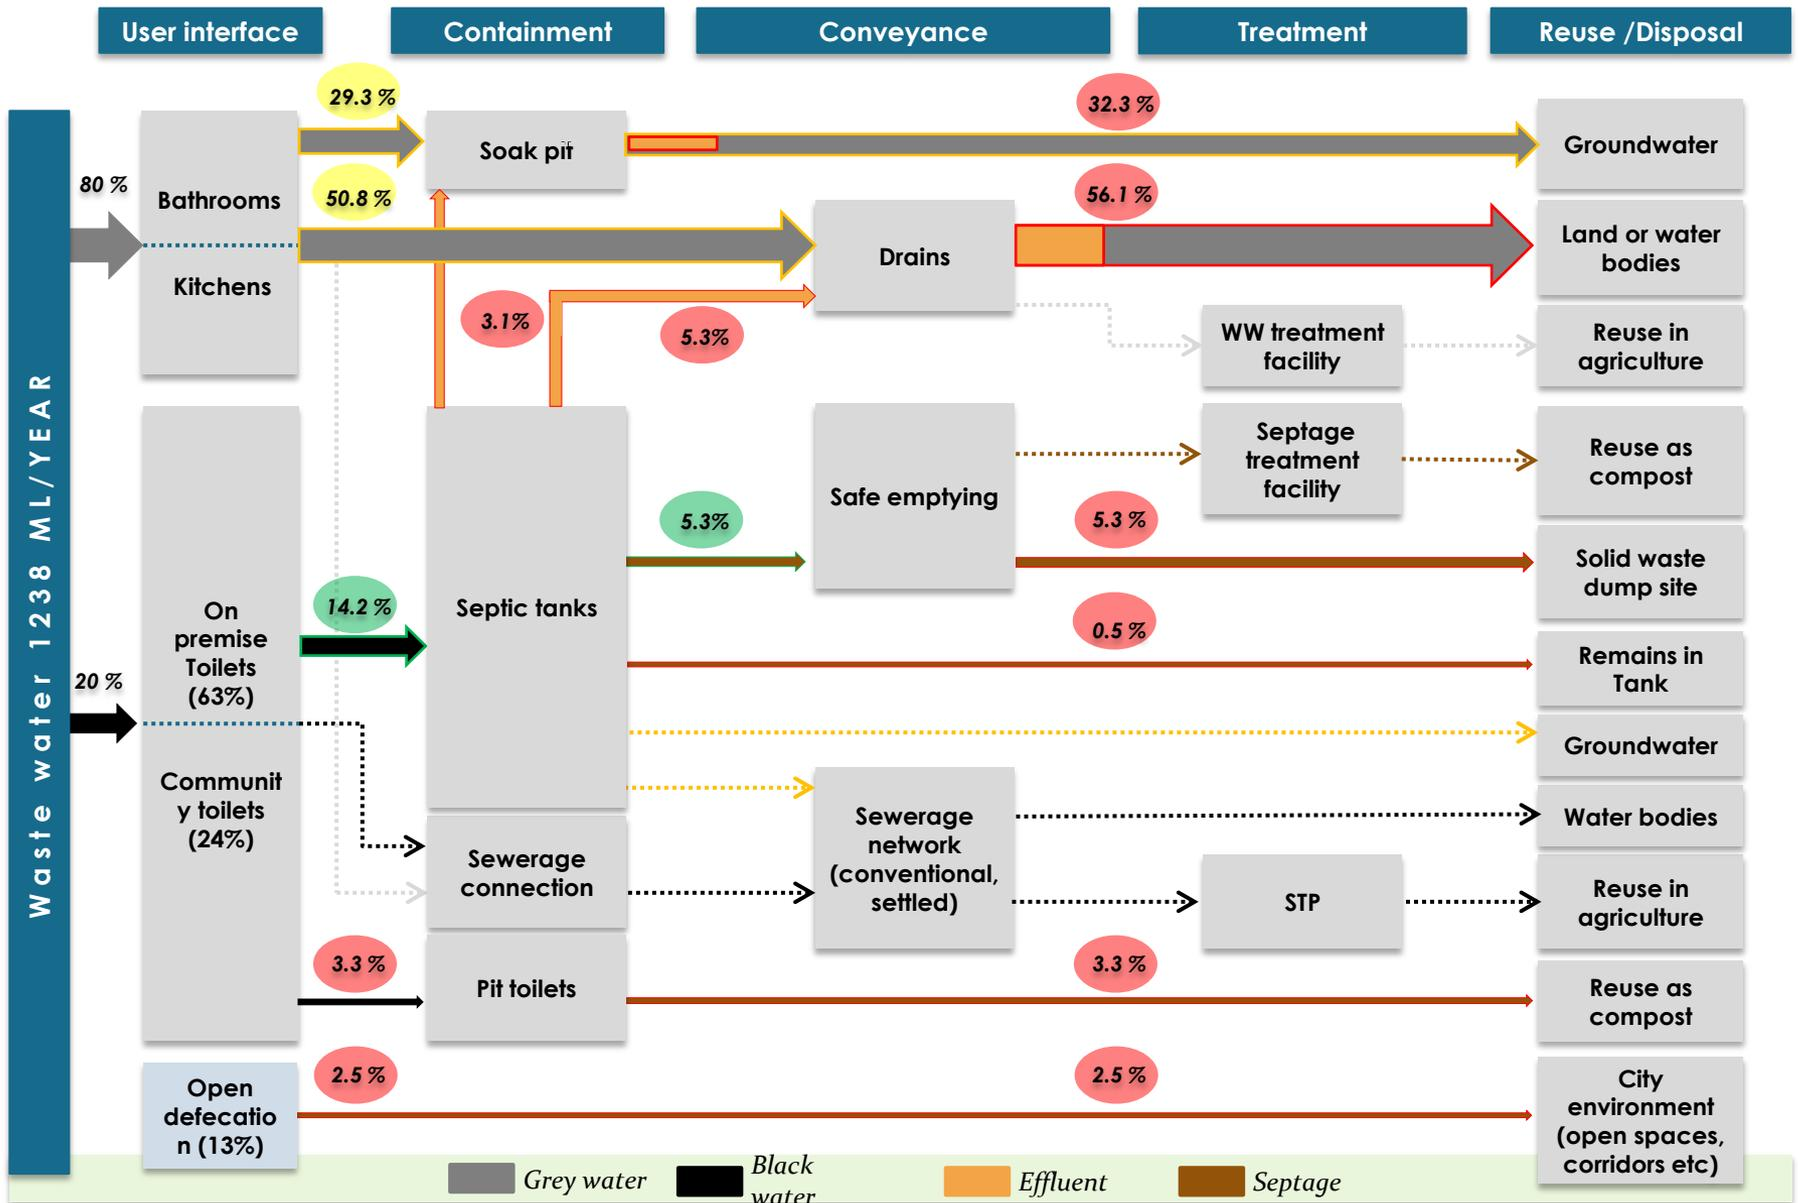 User interface
Containment
Conveyance
Treatment
Reuse /Disposal
Waste water 1238 ML/YEAR
80 %
20 %
Bathrooms
Kitchens
29.3 %
50.8 %
Soak pit
32.3 %
Groundwater
56.1 %
Drains
Land or water
bodies
3.1%
5.3%
WW treatment
facility
Reuse in
agriculture
On
premise
Toilets
(63%)
Communit
y toilets
(24%)
14.2 %
Septic tanks
5.3%
Safe emptying
Septage
treatment
facility
Reuse as
compost
5.3 %
Solid waste
dump site
0.5 %
Remains in
Tank
Groundwater
Sewerage
connection
Sewerage
network
(conventional,
settled)
Water bodies
STP
Reuse in
agriculture
3.3 %
Pit toilets
3.3 %
Reuse as
compost
Open
defecatio
n (13%)
2.5 %
2.5 %
City
environment
(open spaces,
corridors etc)
Grey water
Black
water
Effluent
Septage